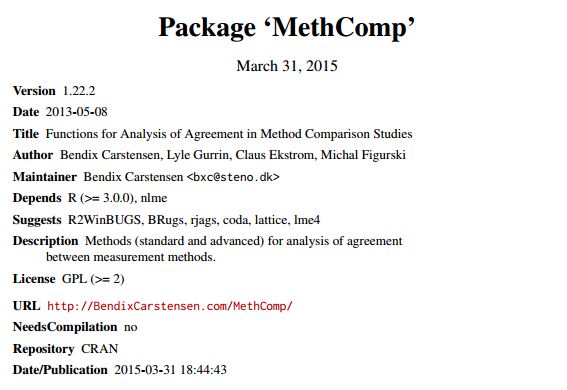 Package ‘MethComp’
March 31, 2015
Version 1.22.2
Date 2013-05-08
Title Functions for Analysis of Agreement in Method Comparison Studies
Author Bendix Carstensen, Lyle Gurrin, Claus Ekstrom, Michal Figurski
Maintainer Bendix Carstensen <bxc@steno.dk>
Depends R (>= 3.0.0), nlme
Suggests R2WinBUGS, BRugs, rjags, coda, lattice, lme4
Description Methods (standard and advanced) for analysis of agreement
between measurement methods.
License GPL (>= 2)
URL http://BendixCarstensen.com/MethComp/
NeedsCompilation no
Repository CRAN
Date/Publication 2015-03-31 18:44:43